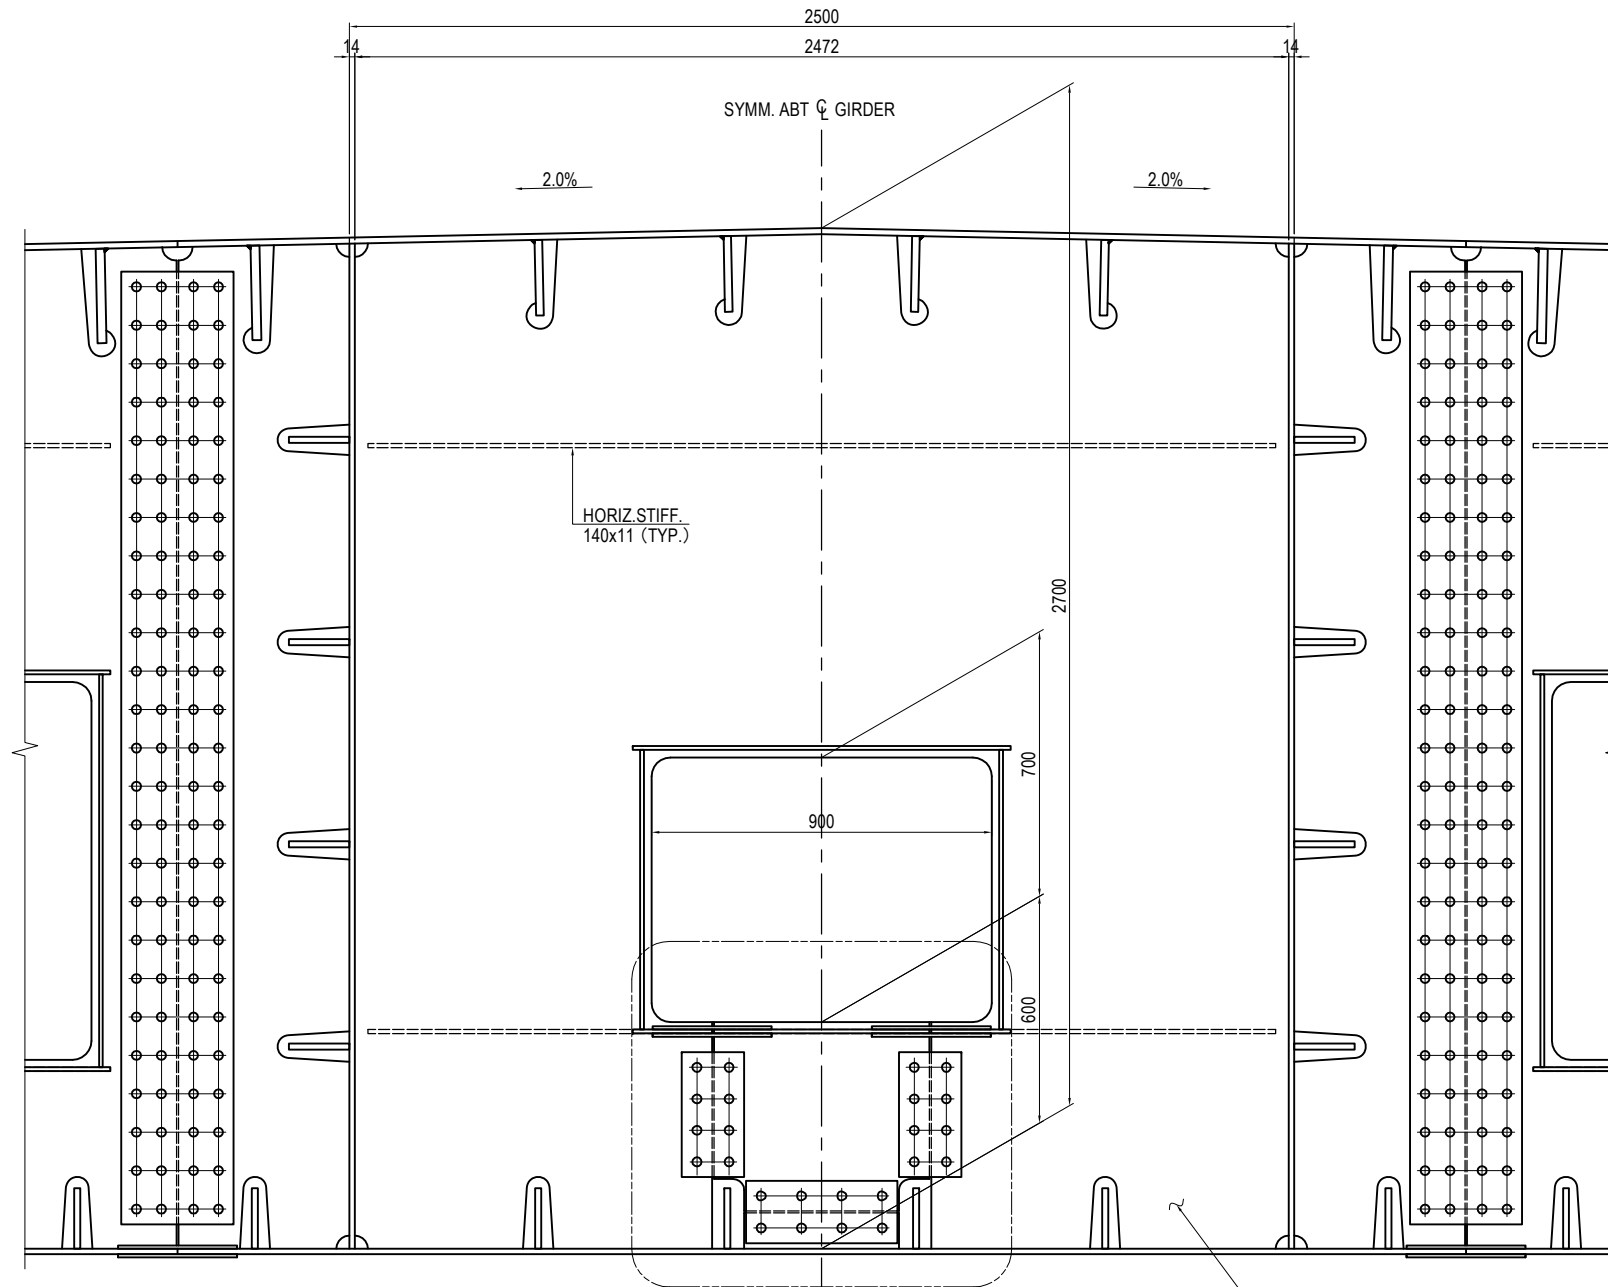 2500
14 2472 14
SYMM. ABT ℄ GIRDER
2.0% 2.0%
HORIZ.STIFF.
140x11 (TYP.)
2700
700
900
600